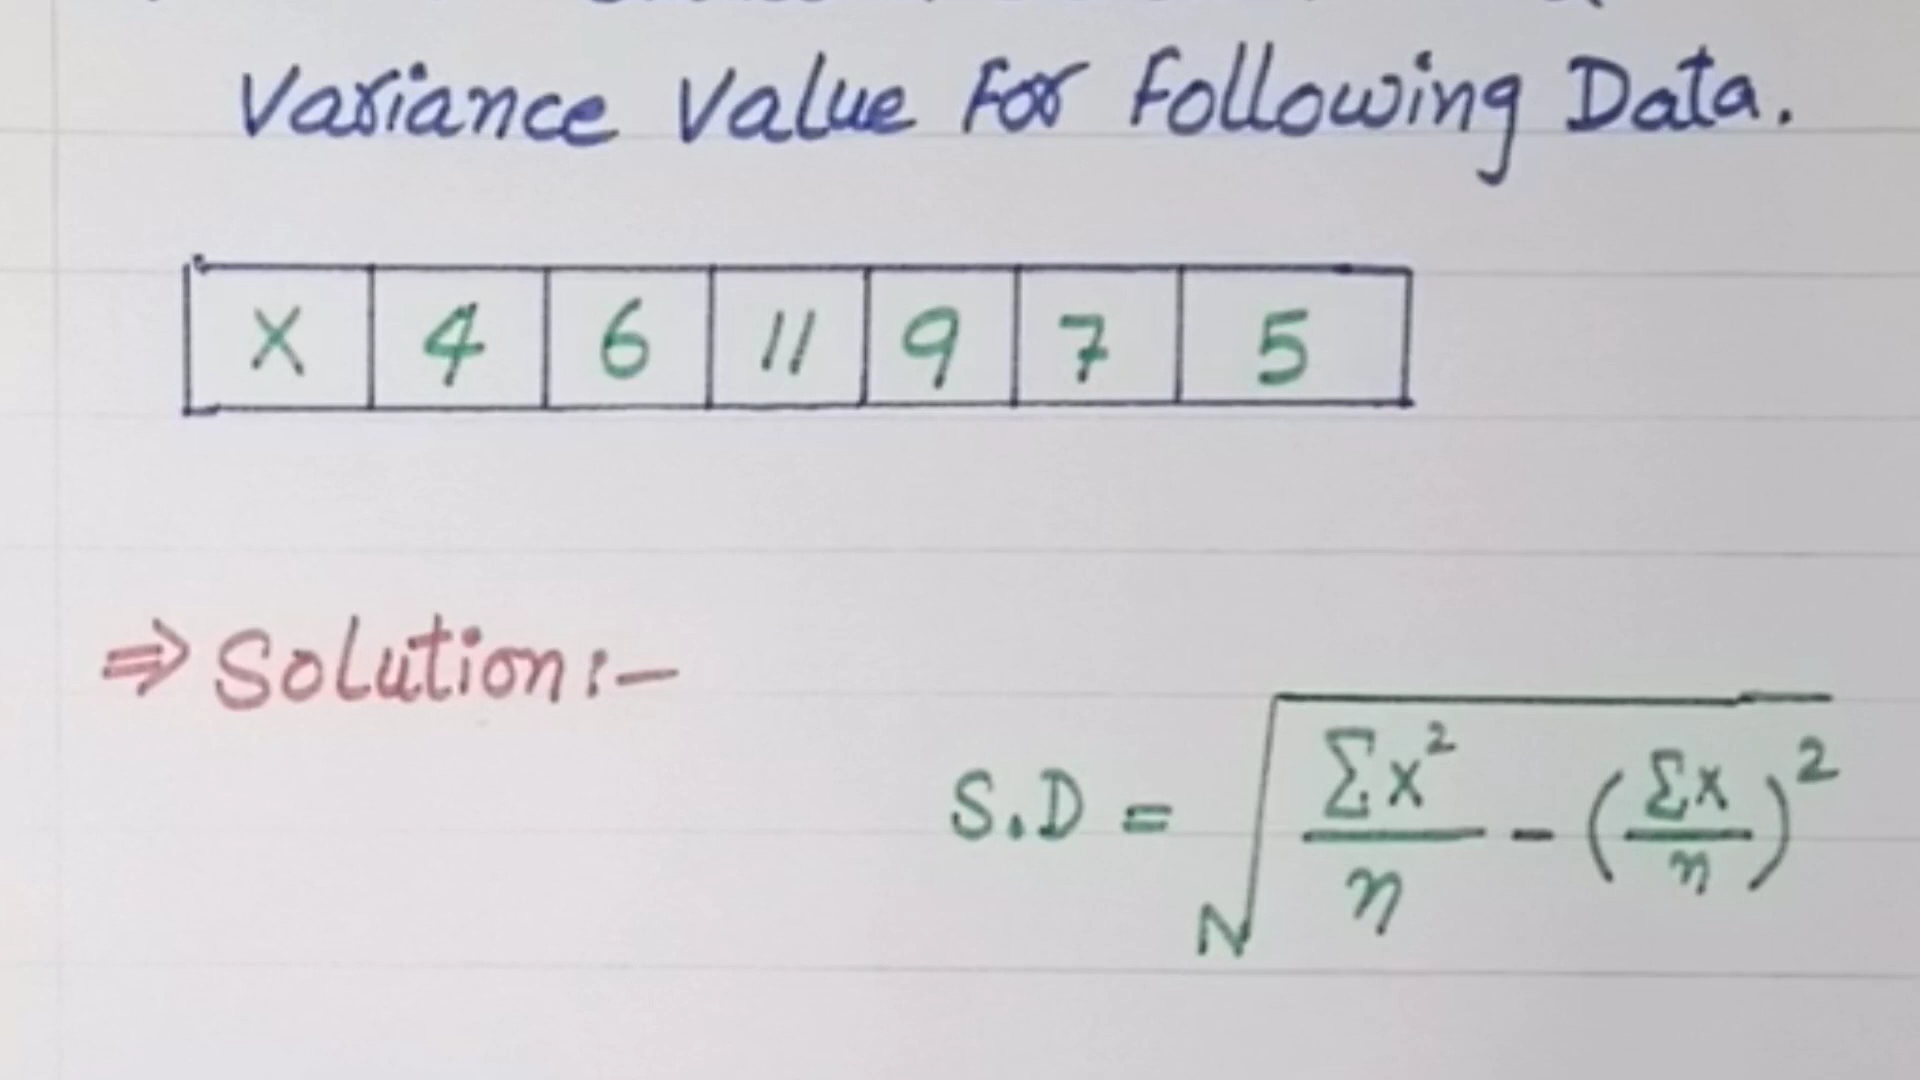 Variance Value For Following Data.
X 4 6 11 9 7 5
⇒ Solution :-
S.D = √(Σx²/n - (Σx/n)²)